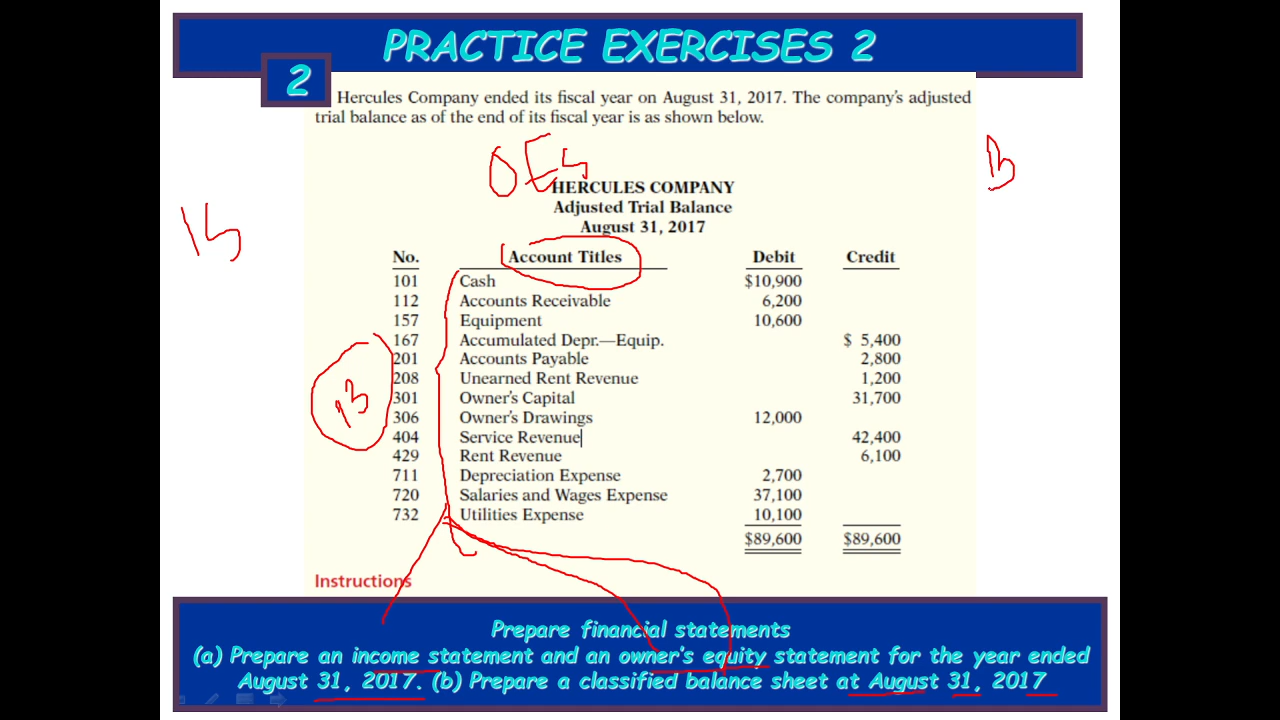 PRACTICE EXERCISES 2
2
Hercules Company ended its fiscal year on August 31, 2017. The company's adjusted
trial balance as of the end of its fiscal year is as shown below.
OES
B
IS
HERCULES COMPANY
Adjusted Trial Balance
August 31, 2017
No. Account Titles Debit Credit
101 Cash $10,900
112 Accounts Receivable 6,200
157 Equipment 10,600
167 Accumulated Depr.—Equip. $ 5,400
201 Accounts Payable 2,800
208 Unearned Rent Revenue 1,200
301 Owner's Capital 31,700
306 Owner's Drawings 12,000
404 Service Revenue 42,400
429 Rent Revenue 6,100
711 Depreciation Expense 2,700
720 Salaries and Wages Expense 37,100
732 Utilities Expense 10,100
$89,600 $89,600
Instructions
Prepare financial statements
(a) Prepare an income statement and an owner's equity statement for the year ended
August 31, 2017. (b) Prepare a classified balance sheet at August 31, 2017